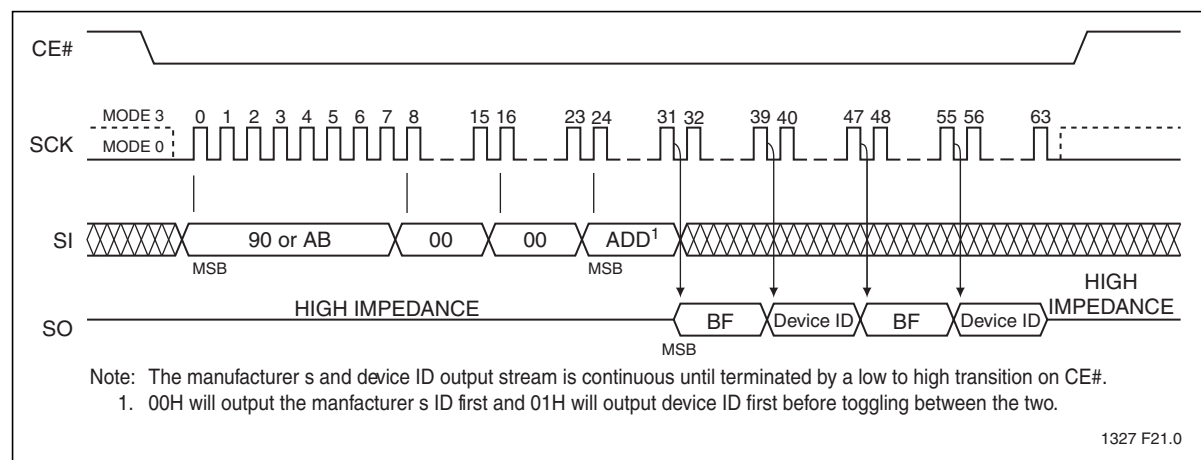 CE#
MODE 3 0 1 2 3 4 5 6 7 8 15 16 23 24 31 32 39 40 47 48 55 56 63
SCK MODE 0
SI 90 or AB 00 00 ADD1
MSB MSB
HIGH IMPEDANCE
HIGH IMPEDANCE
SO BF Device ID BF Device ID
MSB
Note: The manufacturer s and device ID output stream is continuous until terminated by a low to high transition on CE#.
1. 00H will output the manfacturer s ID first and 01H will output device ID first before toggling between the two.
1327 F21.0